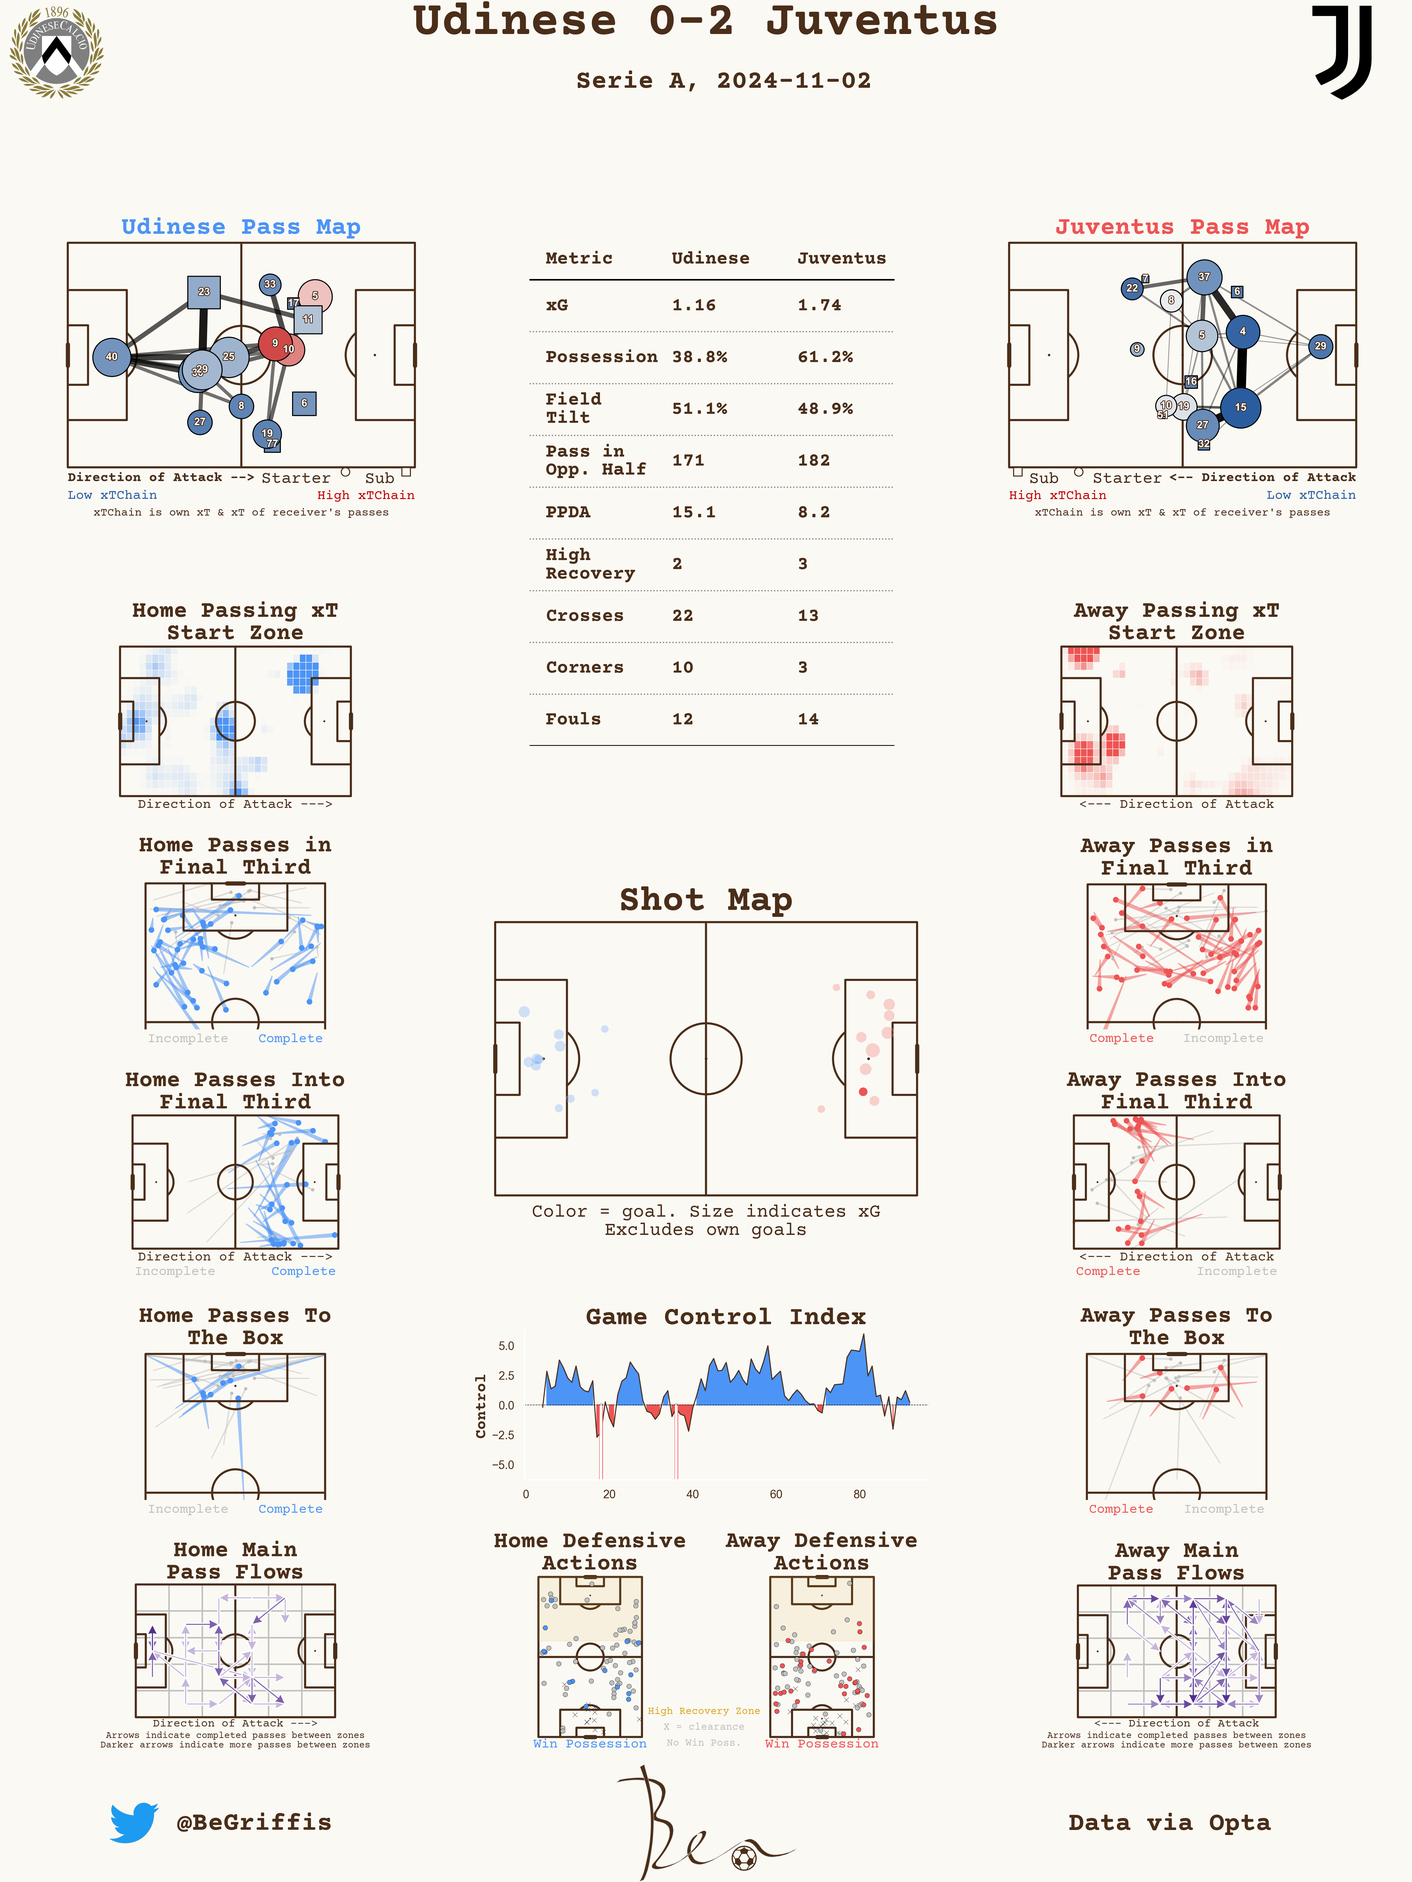 Udinese 0-2 Juventus
Serie A, 2024-11-02
1896
UDINESE CALCIO
Udinese Pass Map
23
33
17
5
11
9
10
40
25
29
8
6
27
19
77
Direction of Attack --> Starter Sub
Low xTChain High xTChain
xTChain is own xT & xT of receiver's passes
Metric Udinese Juventus
xG 1.16 1.74
Possession 38.8% 61.2%
Field
Tilt 51.1% 48.9%
Pass in
Opp. Half 171 182
PPDA 15.1 8.2
High
Recovery 2 3
Crosses 22 13
Corners 10 3
Fouls 12 14
Juventus Pass Map
7
37
22
6
8
4
5
29
9
16
10
19
15
51
27
32
Sub Starter <-- Direction of Attack
High xTChain Low xTChain
xTChain is own xT & xT of receiver's passes
Home Passing xT
Start Zone
Direction of Attack --->
Away Passing xT
Start Zone
<--- Direction of Attack
Home Passes in
Final Third
Incomplete Complete
Away Passes in
Final Third
Complete Incomplete
Shot Map
Color = goal. Size indicates xG
Excludes own goals
Home Passes Into
Final Third
Direction of Attack --->
Incomplete Complete
Away Passes Into
Final Third
<--- Direction of Attack
Complete Incomplete
Home Passes To
The Box
Incomplete Complete
Game Control Index
Control
5.0
2.5
0.0
−2.5
−5.0
0 20 40 60 80
Away Passes To
The Box
Complete Incomplete
Home Main
Pass Flows
Direction of Attack --->
Arrows indicate completed passes between zones
Darker arrows indicate more passes between zones
Home Defensive
Actions
Win Possession
High Recovery Zone
X = clearance
No Win Poss.
Away Defensive
Actions
Win Possession
Away Main
Pass Flows
<--- Direction of Attack
Arrows indicate completed passes between zones
Darker arrows indicate more passes between zones
@BeGriffis
Ben
Data via Opta